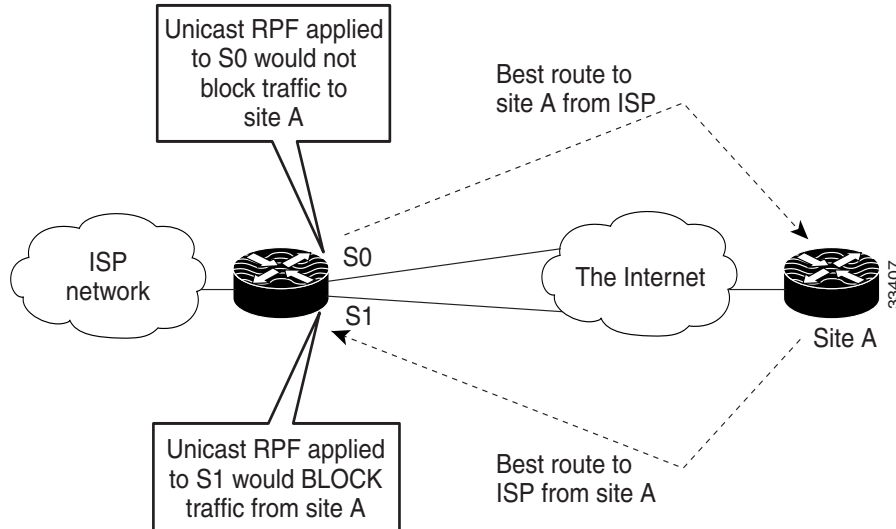 Unicast RPF applied
to S0 would not
block traffic to
site A
Best route to
site A from ISP
ISP
network
S0
S1
The Internet
Site A
33407
Unicast RPF applied
to S1 would BLOCK
traffic from site A
Best route to
ISP from site A